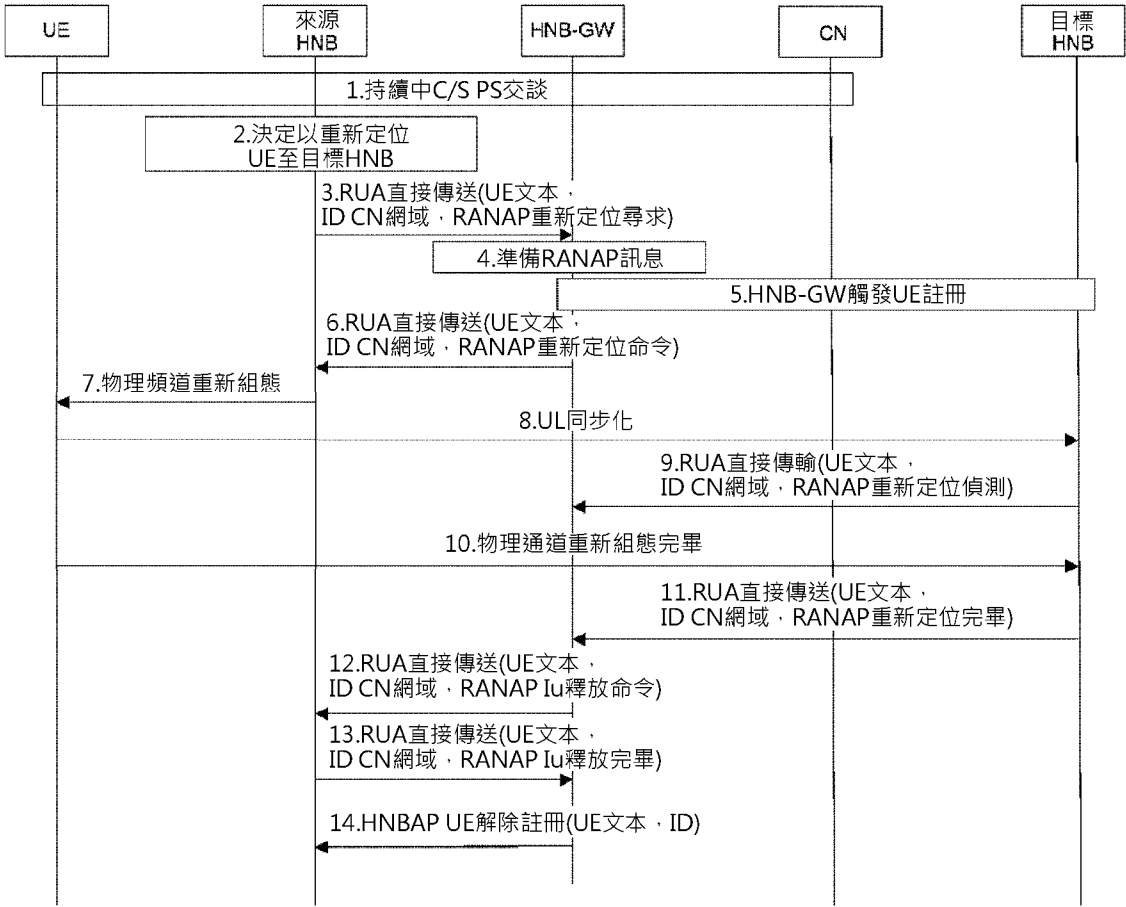 UE
來源
HNB
HNB-GW
CN
目標
HNB
1.持續中C/S PS交談
2.決定以重新定位
UE至目標HNB
3.RUA直接傳送(UE文本，
ID CN網域，RANAP重新定位尋求)
4.準備RANAP訊息
5.HNB-GW觸發UE註冊
6.RUA直接傳送(UE文本，
ID CN網域，RANAP重新定位命令)
7.物理頻道重新組態
8.UL同步化
9.RUA直接傳輸(UE文本，
ID CN網域，RANAP重新定位偵測)
10.物理通道重新組態完畢
11.RUA直接傳送(UE文本，
ID CN網域，RANAP重新定位完畢)
12.RUA直接傳送(UE文本，
ID CN網域，RANAP Iu釋放命令)
13.RUA直接傳送(UE文本，
ID CN網域，RANAP Iu釋放完畢)
14.HNBAP UE解除註冊(UE文本，ID)